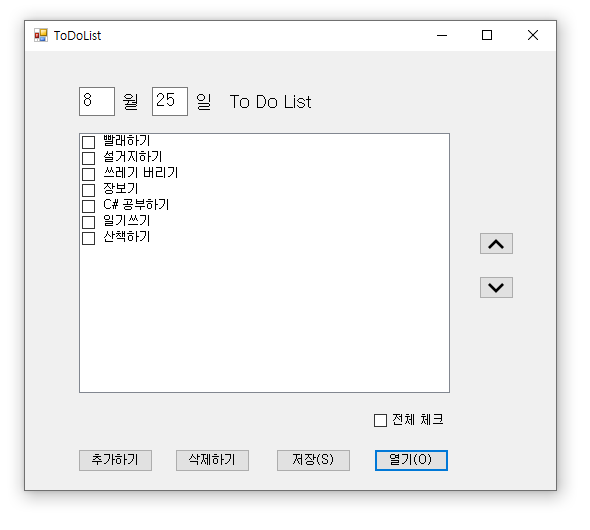 ToDoList
8 월 25 일 To Do List
빨래하기
설거지하기
쓰레기 버리기
장보기
C# 공부하기
일기쓰기
산책하기
전체 체크
추가하기 삭제하기 저장(S) 열기(O)